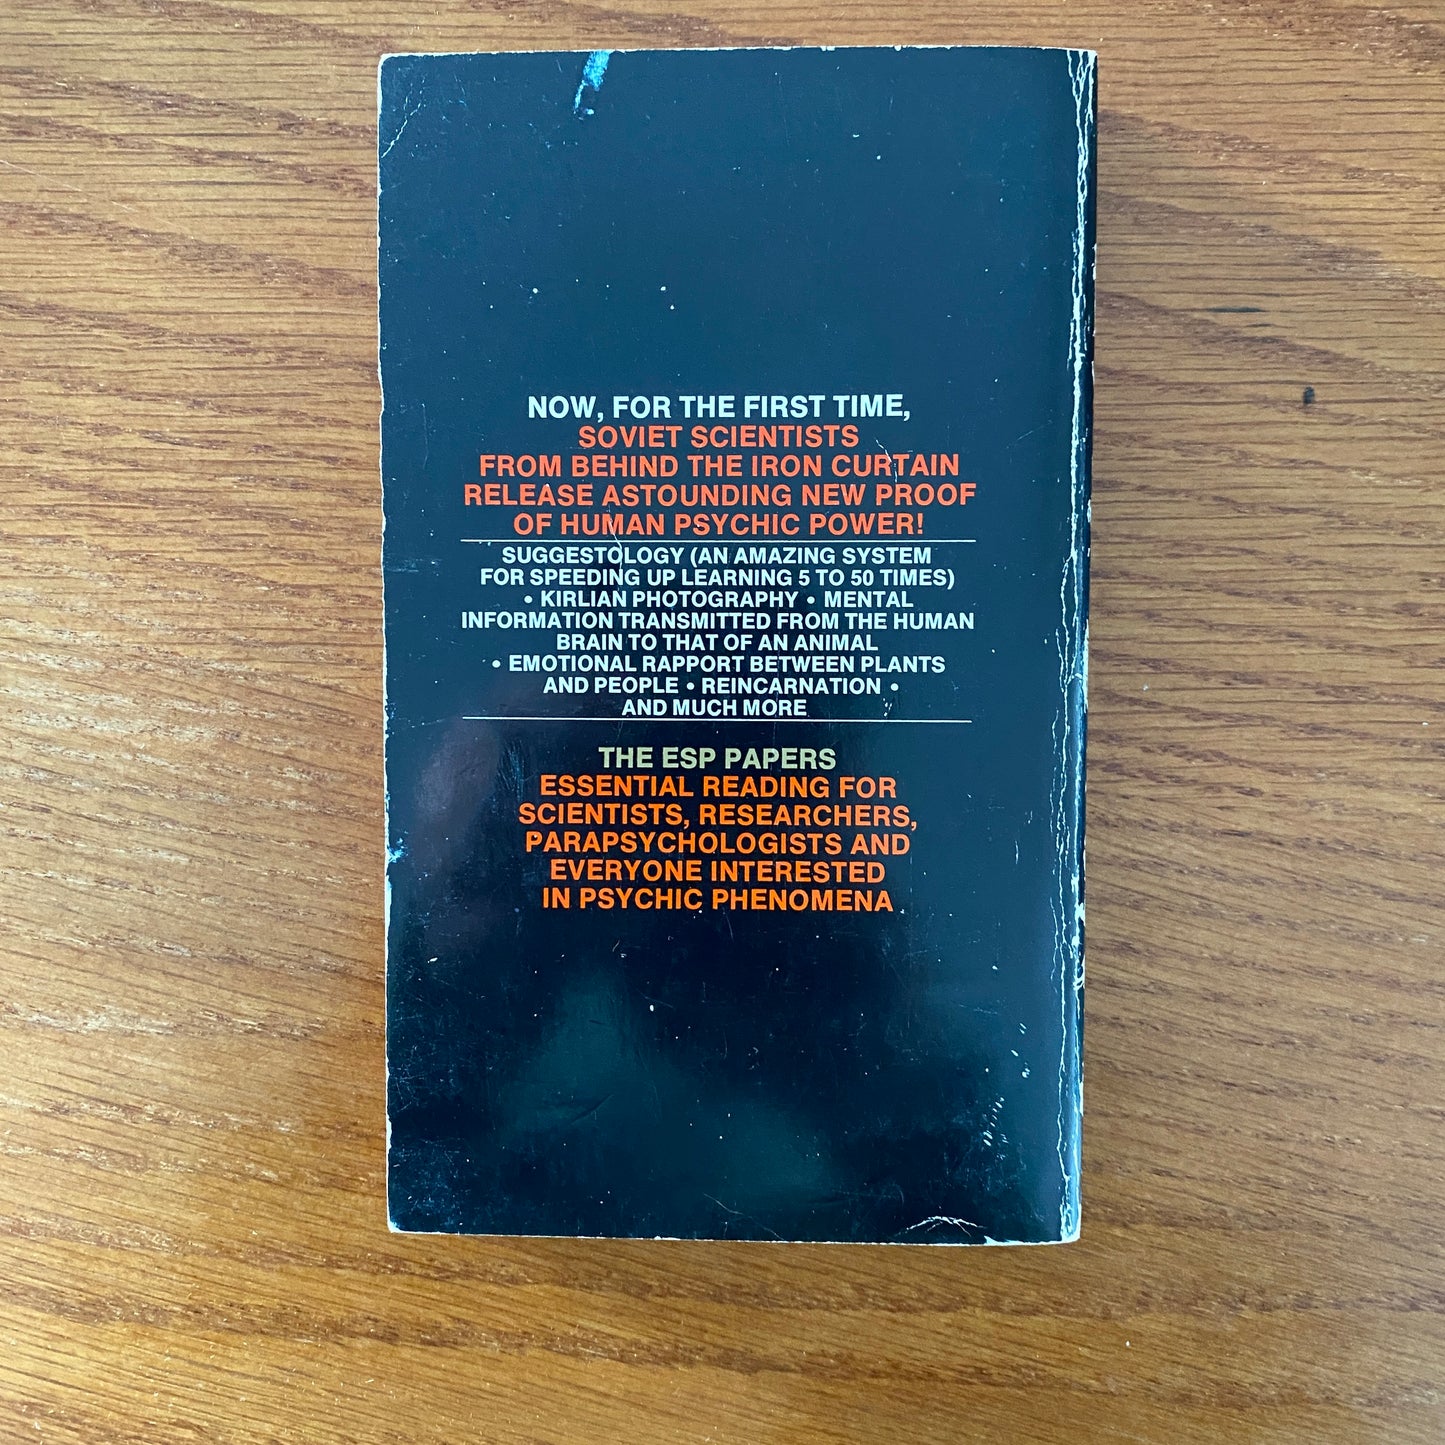 NOW, FOR THE FIRST TIME,
SOVIET SCIENTISTS
FROM BEHIND THE IRON CURTAIN
RELEASE ASTOUNDING NEW PROOF
OF HUMAN PSYCHIC POWER!
SUGGESTOLOGY (AN AMAZING SYSTEM
FOR SPEEDING UP LEARNING 5 TO 50 TIMES)
• KIRLIAN PHOTOGRAPHY • MENTAL
INFORMATION TRANSMITTED FROM THE HUMAN
BRAIN TO THAT OF AN ANIMAL
• EMOTIONAL RAPPORT BETWEEN PLANTS
AND PEOPLE • REINCARNATION •
AND MUCH MORE
THE ESP PAPERS
ESSENTIAL READING FOR
SCIENTISTS, RESEARCHERS,
PARAPSYCHOLOGISTS AND
EVERYONE INTERESTED
IN PSYCHIC PHENOMENA